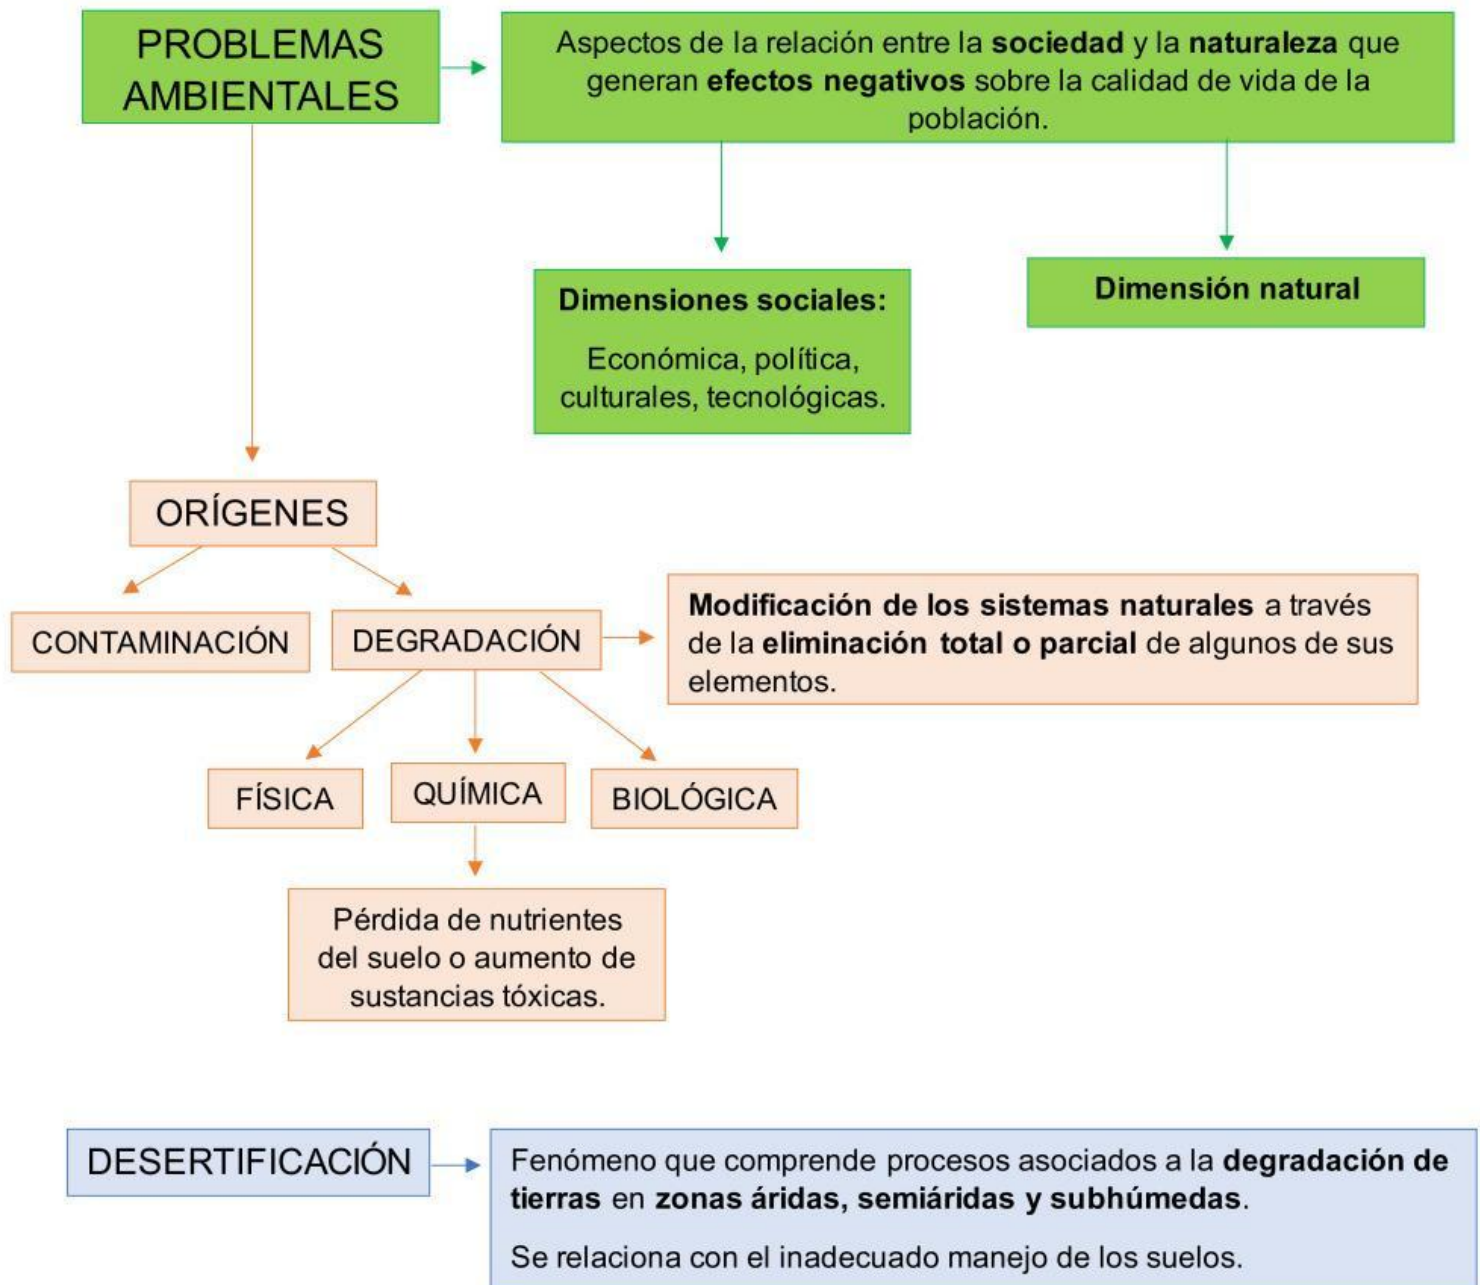 PROBLEMAS
AMBIENTALES
Aspectos de la relación entre la sociedad y la naturaleza que
generan efectos negativos sobre la calidad de vida de la
población.
Dimensiones sociales:
Económica, política,
culturales, tecnológicas.
Dimensión natural
ORÍGENES
CONTAMINACIÓN
DEGRADACIÓN
Modificación de los sistemas naturales a través
de la eliminación total o parcial de algunos de sus
elementos.
FÍSICA
QUÍMICA
BIOLÓGICA
Pérdida de nutrientes
del suelo o aumento de
sustancias tóxicas.
DESERTIFICACIÓN
Fenómeno que comprende procesos asociados a la degradación de
tierras en zonas áridas, semiáridas y subhúmedas.
Se relaciona con el inadecuado manejo de los suelos.